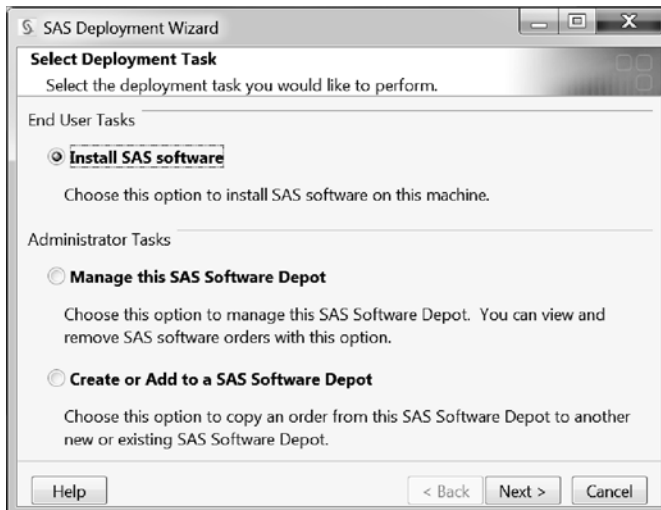 SAS Deployment Wizard
Select Deployment Task
Select the deployment task you would like to perform.
End User Tasks
Install SAS software
Choose this option to install SAS software on this machine.
Administrator Tasks
Manage this SAS Software Depot
Choose this option to manage this SAS Software Depot. You can view and
remove SAS software orders with this option.
Create or Add to a SAS Software Depot
Choose this option to copy an order from this SAS Software Depot to another
new or existing SAS Software Depot.
Help < Back Next > Cancel